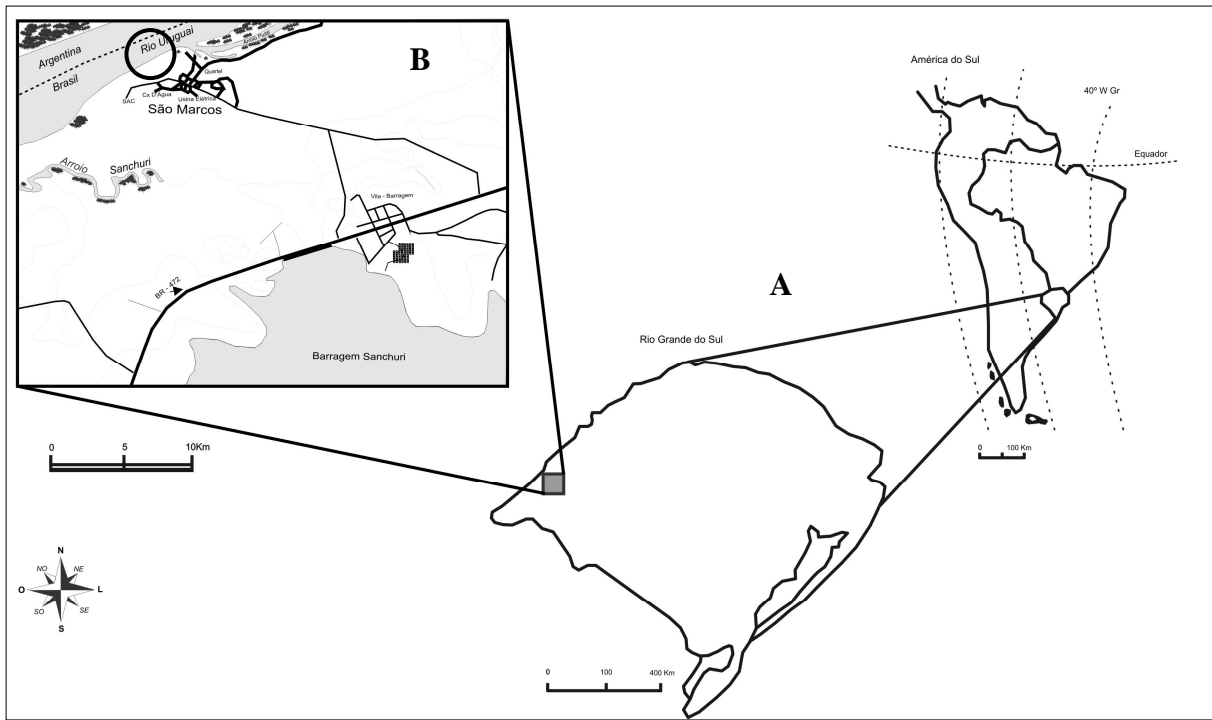 B
Argentina
Rio Uruguai
Brasil
Quartel
Cx D'Água
SAC
Usina Elétrica
São Marcos
Arroio Sanchuri
Vila - Barragem
BR - 472
Barragem Sanchuri
0 5 10Km
N
NO NE
O L
SO SE
S
A
Rio Grande do Sul
0 100 400 Km
América do Sul
40º W Gr
Equador
0 100 Km